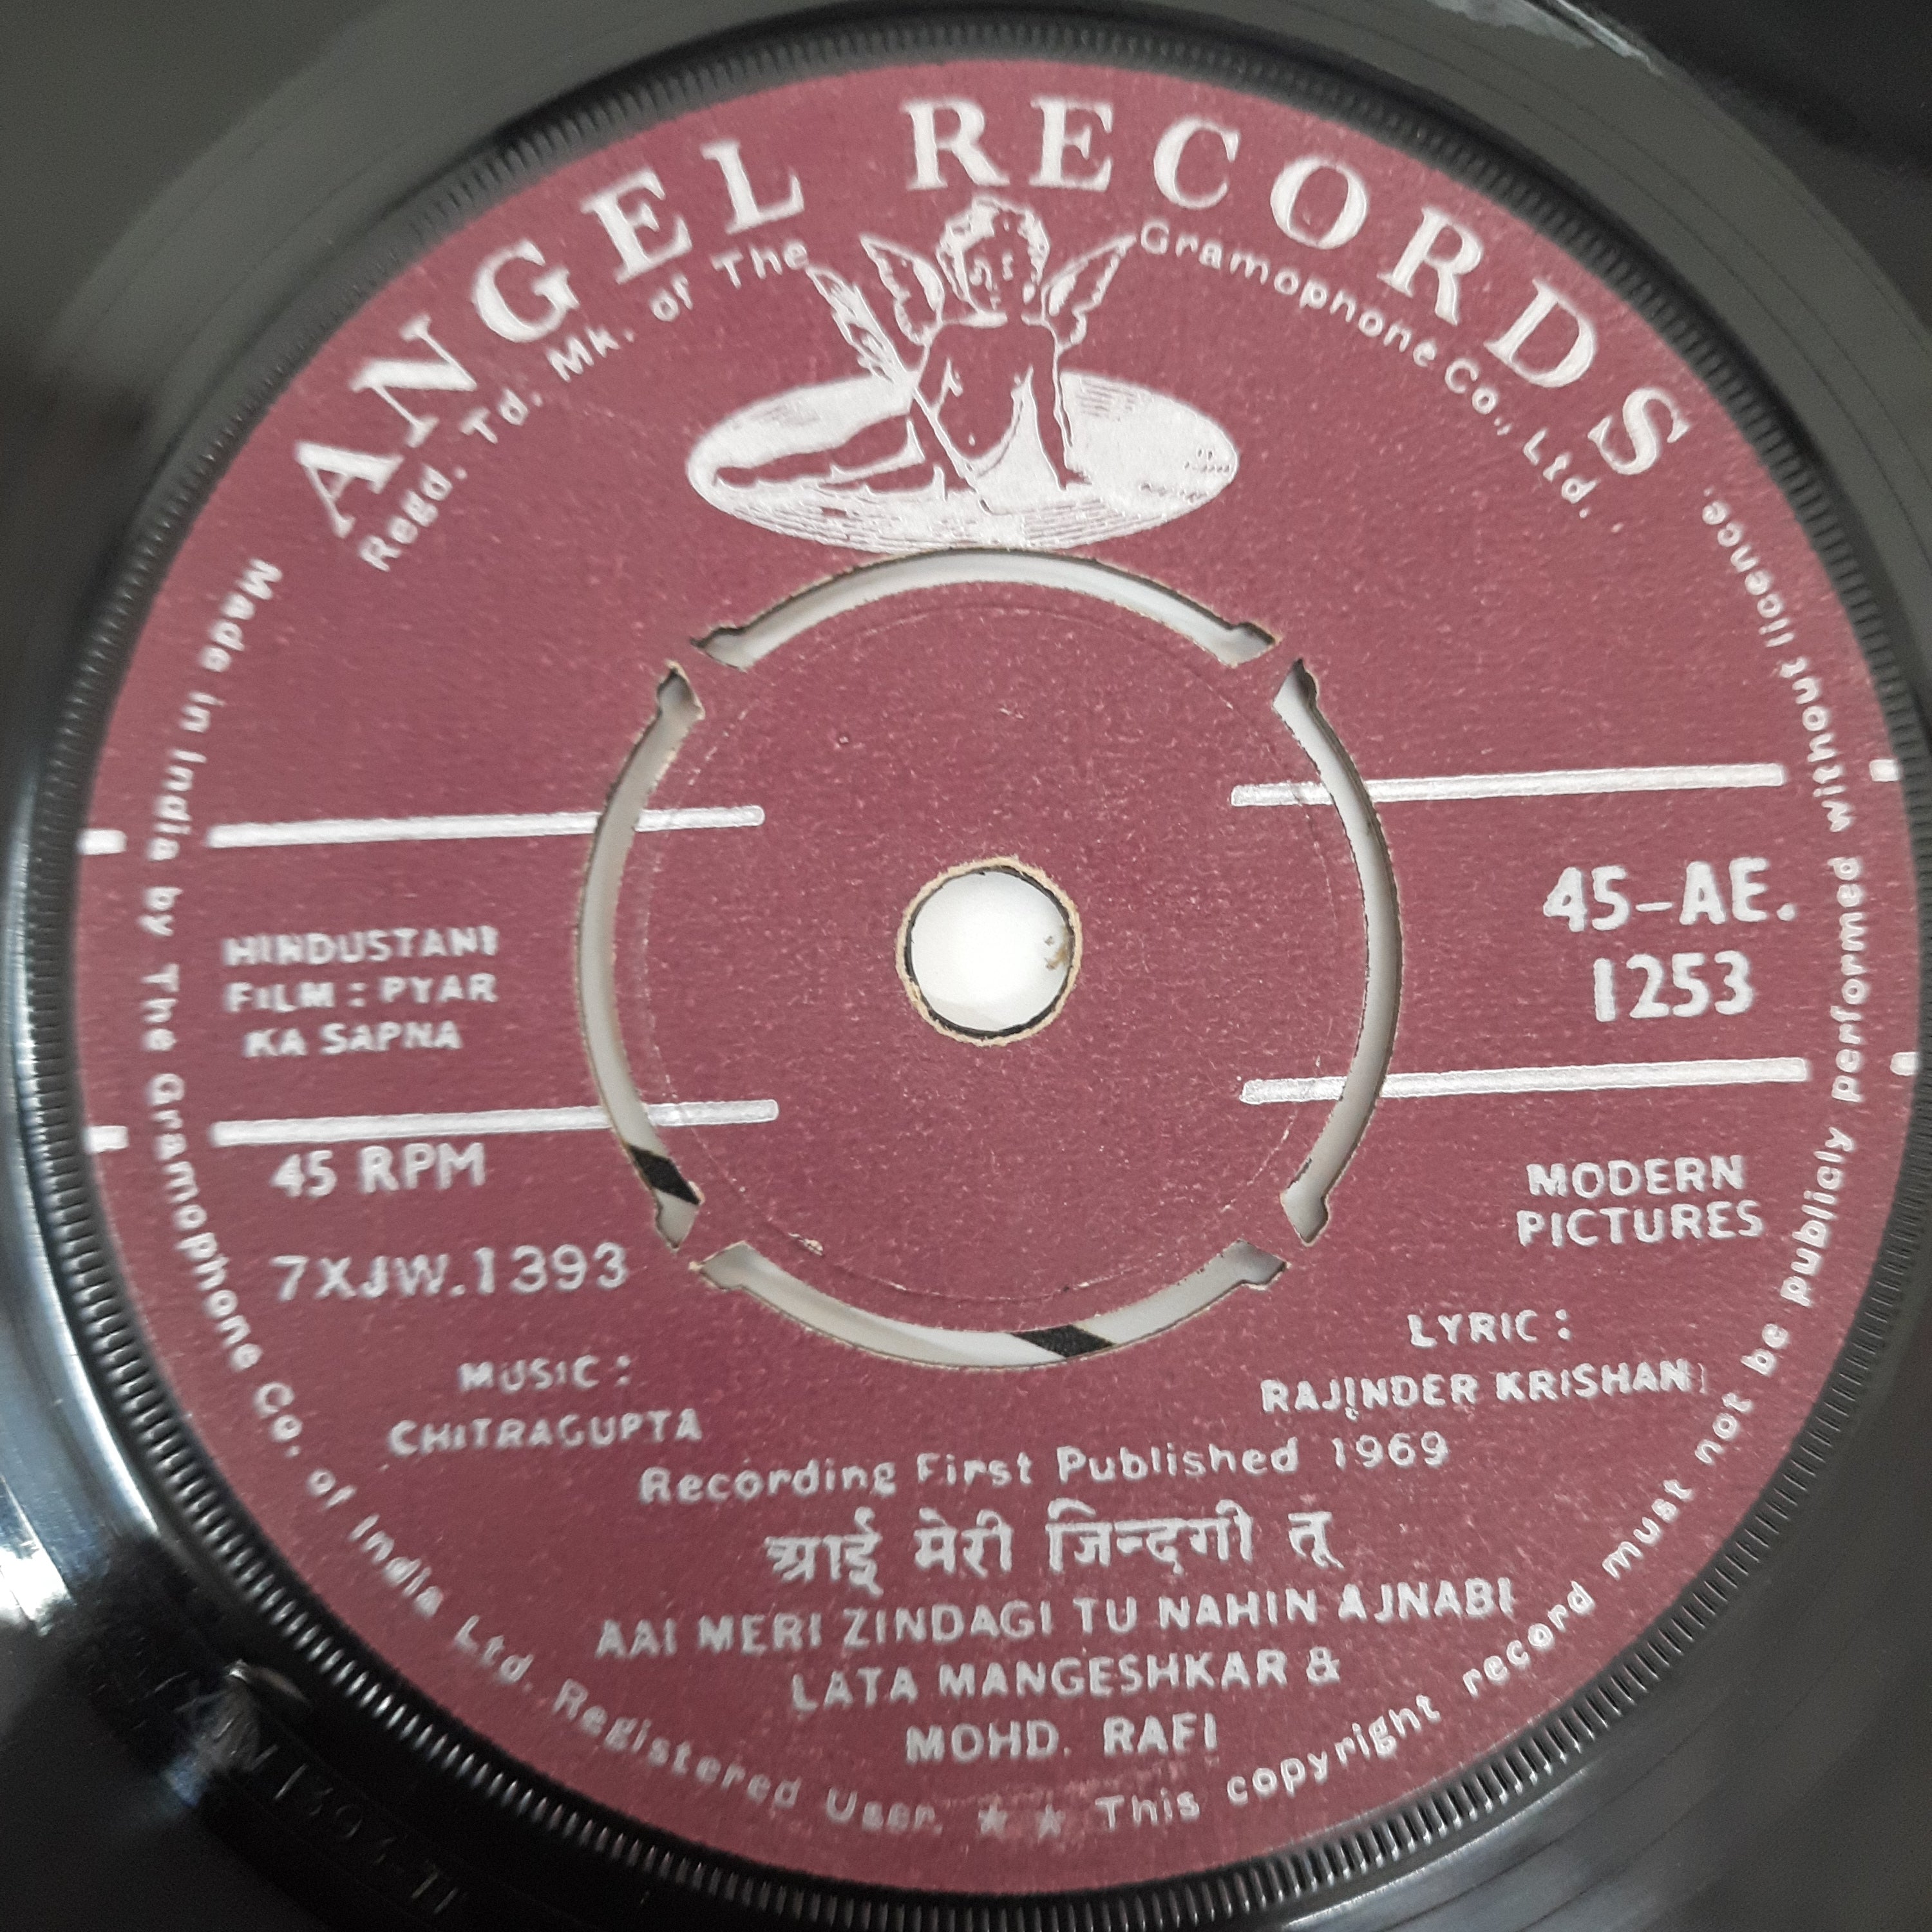 ANGEL RECORDS
Regd. Td. Mk. of The Gramophone Co., Ltd.
HINDUSTANI
FILM : PYAR
KA SAPNA
45-AE.
1253
45 RPM
7XJW.1393
MODERN
PICTURES
MUSIC :
CHITRAGUPTA
LYRIC :
RAJINDER KRISHAN
Recording First Published 1969
आई मेरी जिन्दगी तू
AAI MERI ZINDAGI TU NAHIN AJNABI
LATA MANGESHKAR &
MOHD. RAFI
Made in India by The Gramophone Co. of India Ltd. Registered User. ★ ★ This copyright record must not be publicly performed without licence.